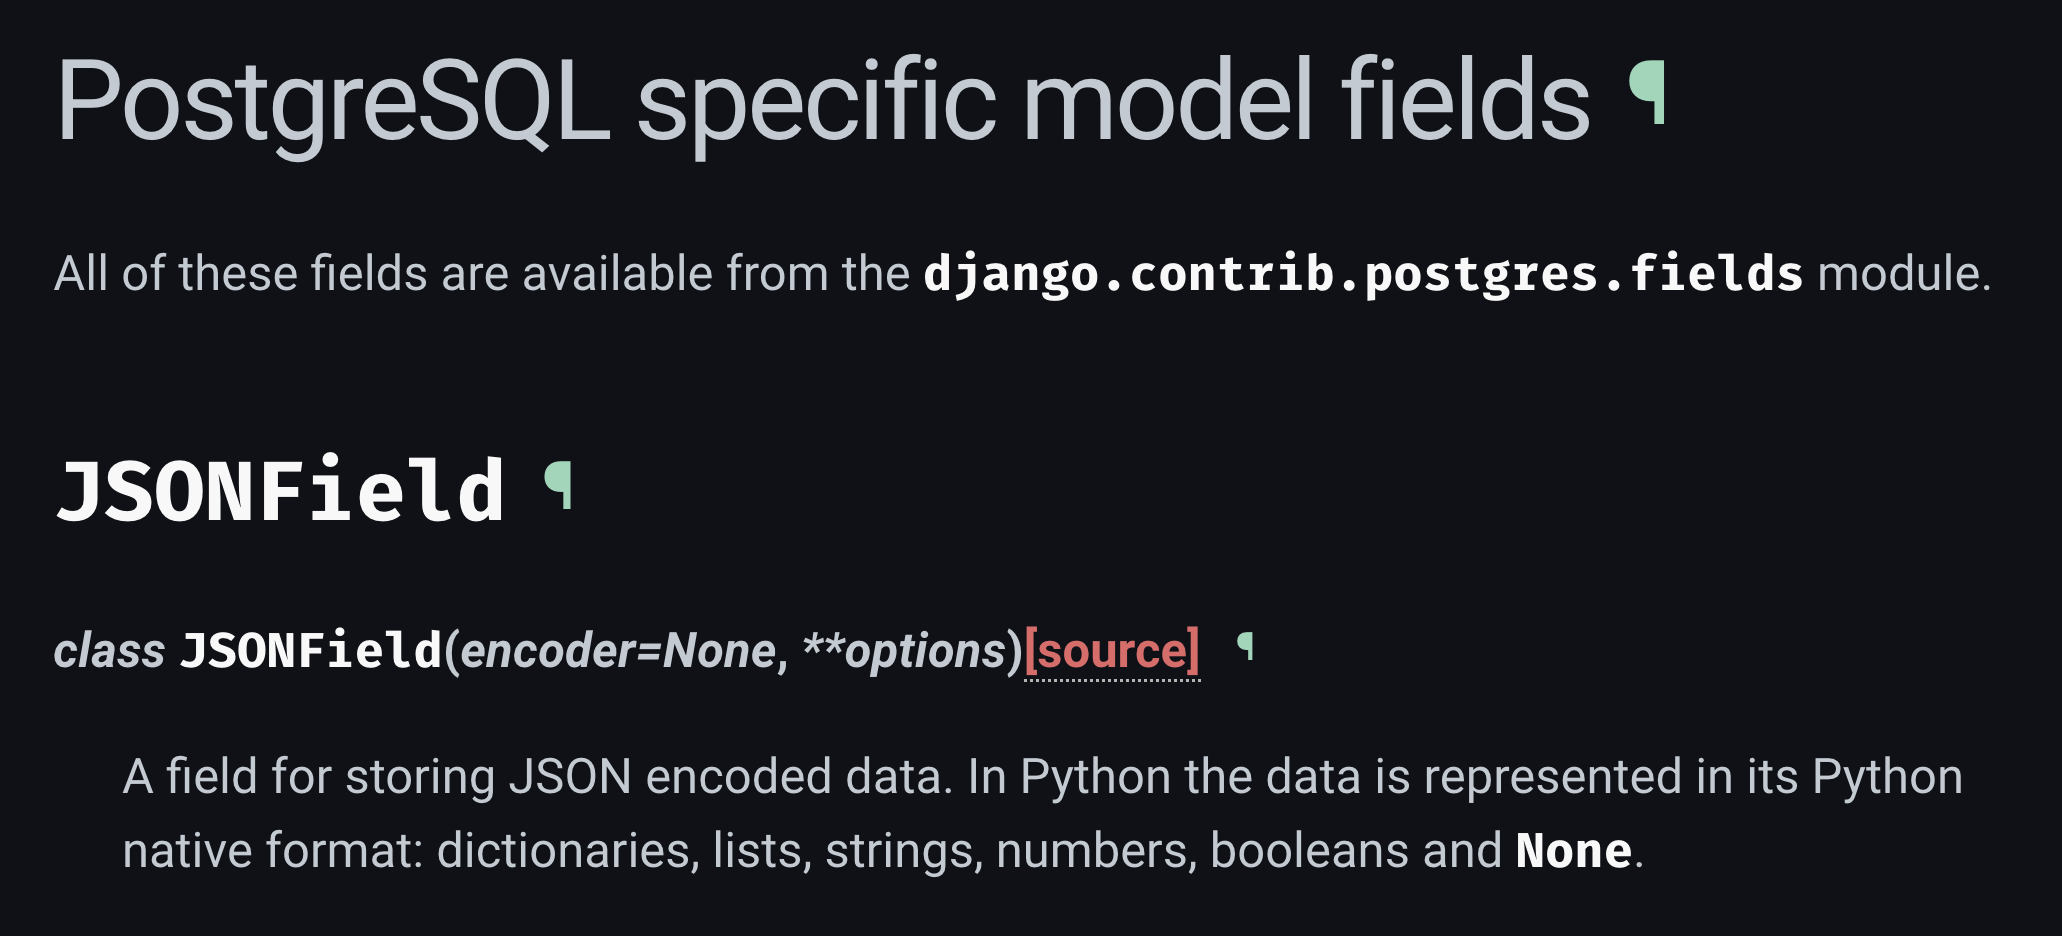 PostgreSQL specific model fields ¶
All of these fields are available from the django.contrib.postgres.fields module.
JSONField ¶
class JSONField(encoder=None, **options)[source] ¶
A field for storing JSON encoded data. In Python the data is represented in its Python
native format: dictionaries, lists, strings, numbers, booleans and None.